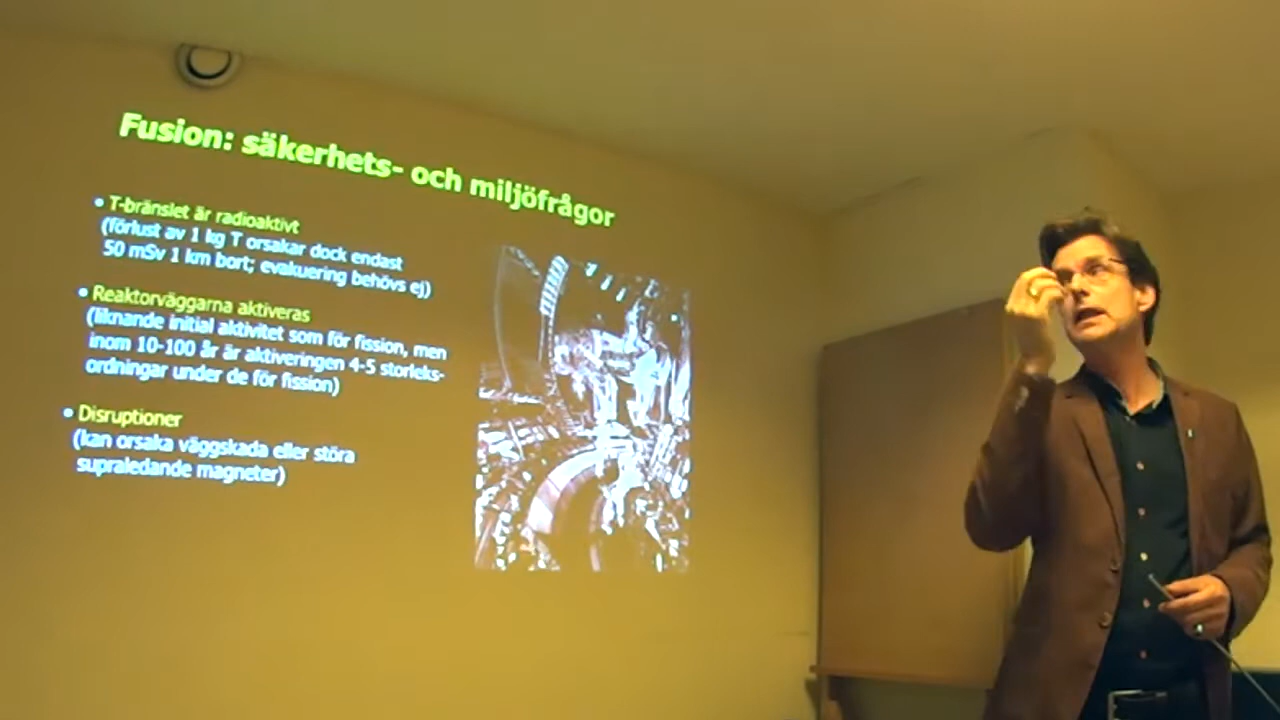 Fusion: säkerhets- och miljöfrågor
• T-bränslet är radioaktivt
(förlust av 1 kg T orsakar dock endast
50 mSv 1 km bort; evakuering behövs ej)
• Reaktorväggarna aktiveras
(liknande initial aktivitet som för fission, men
inom 10-100 år är aktiveringen 4-5 storleks-
ordningar under de för fission)
• Disruptioner
(kan orsaka väggskada eller störa
supraledande magneter)